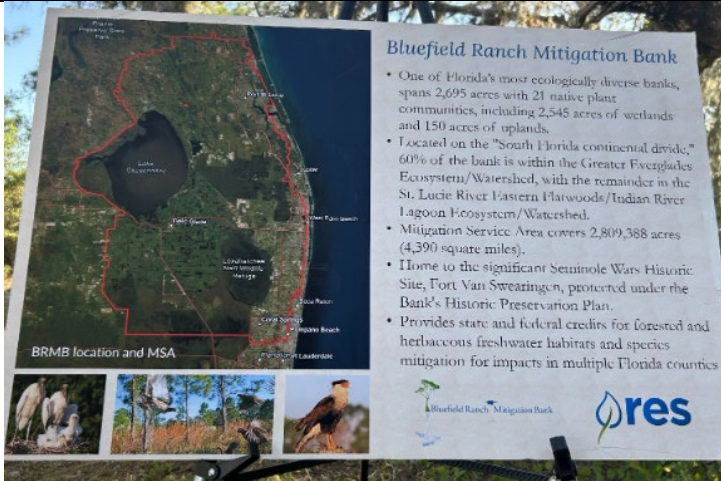 Bluefield Ranch Mitigation Bank
• One of Florida's most ecologically diverse banks,
spans 2,695 acres with 21 native plant
communities, including 2,545 acres of wetlands
and 150 acres of uplands.
• Located on the "South Florida continental divide,"
60% of the bank is within the Greater Everglades
Ecosystem/Watershed, with the remainder in the
St. Lucie River Eastern Flatwoods/Indian River
Lagoon Ecosystem/Watershed.
• Mitigation Service Area covers 2,809,388 acres
(4,390 square miles).
• Home to the significant Seminole Wars Historic
Site, Fort Van Swearingen, protected under the
Bank's Historic Preservation Plan.
• Provides state and federal credits for forested and
herbaceous freshwater habitats and species
mitigation for impacts in multiple Florida counties
Port St. Lucie
Lake
Okeechobee
Jupiter
West Palm Beach
Belle Glade
Loxahatchee
Natl Wildlife
Refuge
Boca Raton
Coral Springs
Pompano Beach
Fort Lauderdale
BRMB location and MSA
Bluefield Ranch Mitigation Bank
res